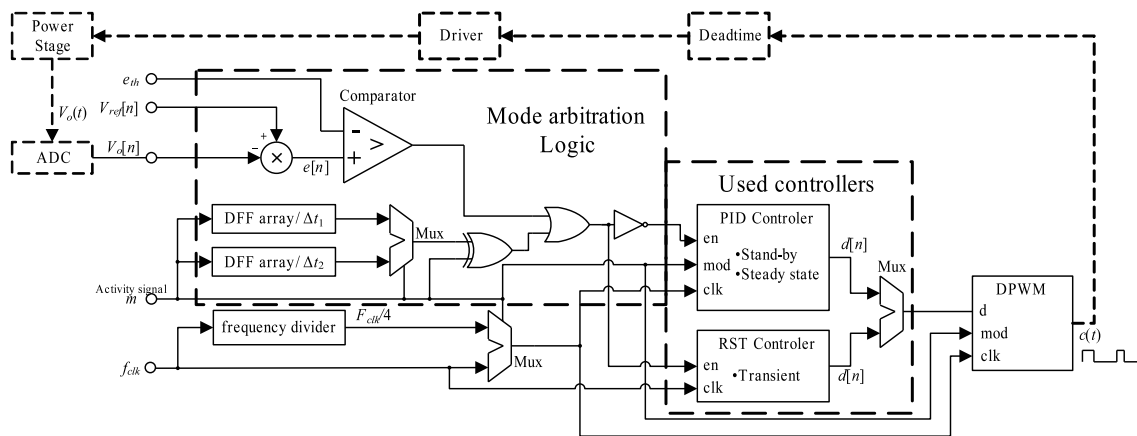 Power
Stage
Driver
Deadtime
e_th
Comparator
V_ref[n]
V_o(t)
Mode arbitration
Logic
-
>
+
+
−
×
ADC
V_o[n]
e[n]
Used controllers
DFF array/ Δt_1
Mux
PID Controler
en
•Stand-by
mod
•Steady state
clk
d[n]
DFF array/ Δt_2
Mux
DPWM
d
mod
clk
c(t)
Activity signal
m
frequency divider
F_clk/4
Mux
RST Controler
en
•Transient
clk
d[n]
f_clk